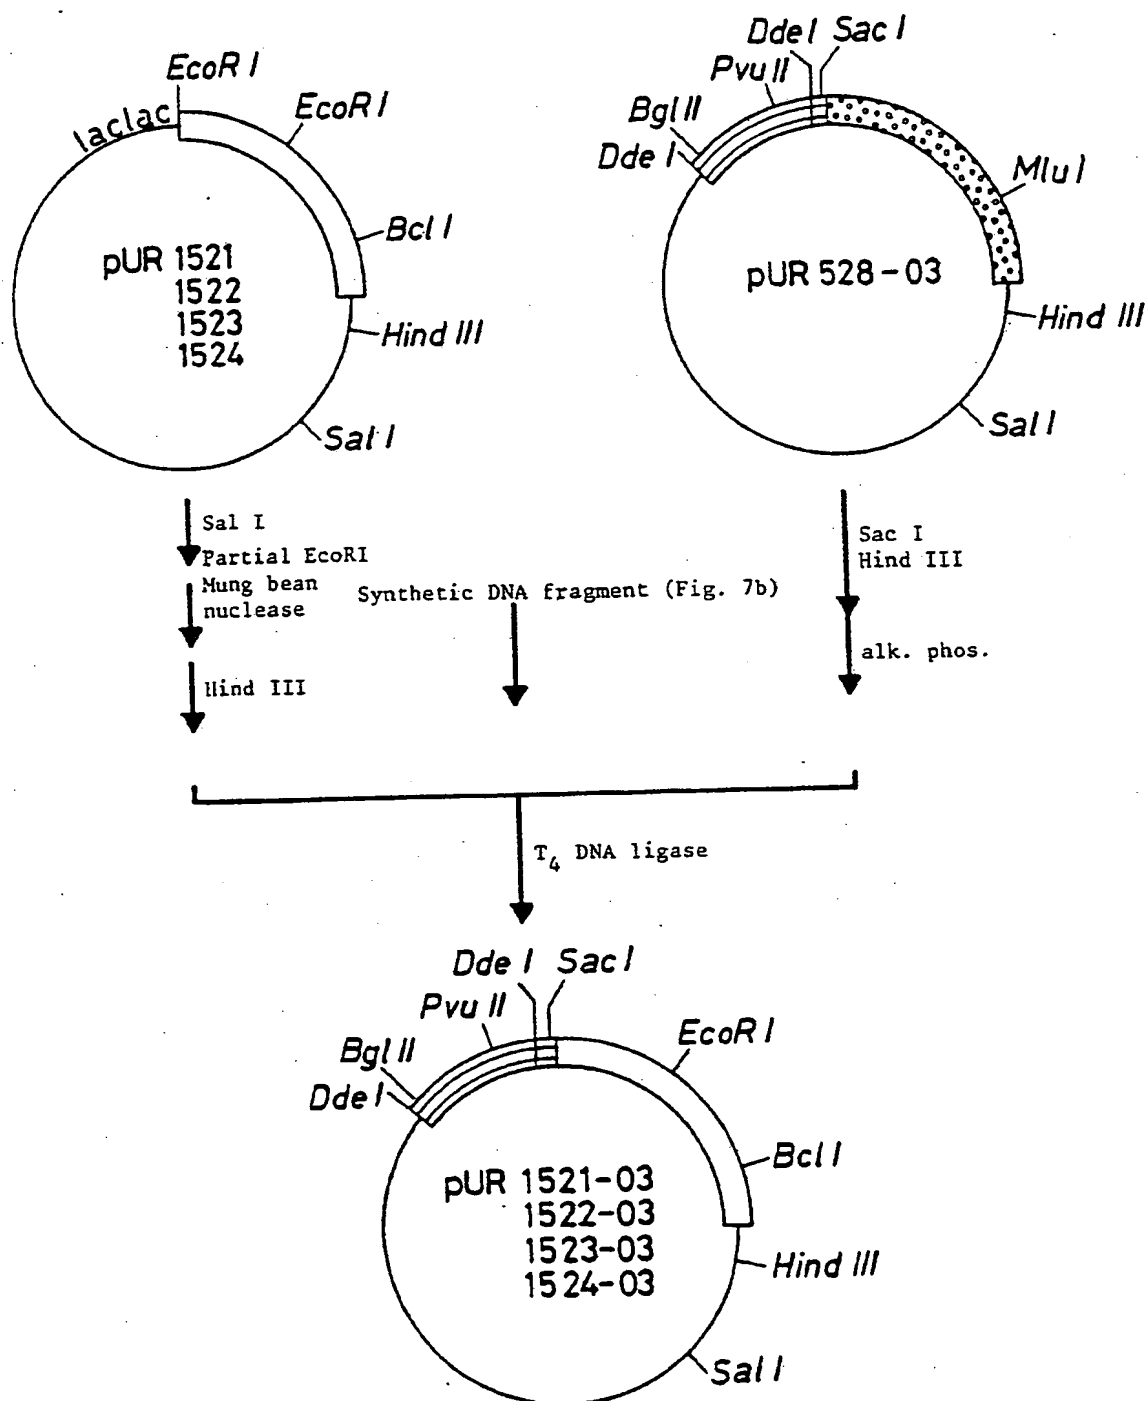 EcoR I
EcoR I
laclac
Bcl I
pUR 1521
1522
1523
1524
Hind III
Sal I
Dde I Sac I
Pvu II
Bgl II
Dde I
Mlu I
pUR 528-03
Hind III
Sal I
Sal I
Partial EcoRI
Mung bean
nuclease
Hind III
Synthetic DNA fragment (Fig. 7b)
Sac I
Hind III
alk. phos.
T4 DNA ligase
Dde I Sac I
Pvu II
EcoR I
Bgl II
Dde I
Bcl I
pUR 1521-03
1522-03
1523-03
1524-03
Hind III
Sal I